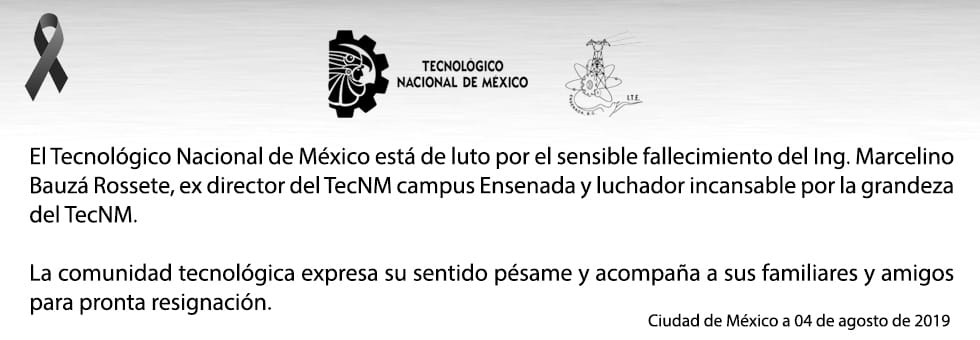 TECNOLÓGICO
NACIONAL DE MÉXICO
I.T.E.
ENSENADA, B.C.
El Tecnológico Nacional de México está de luto por el sensible fallecimiento del Ing. Marcelino
Bauzá Rossete, ex director del TecNM campus Ensenada y luchador incansable por la grandeza
del TecNM.
La comunidad tecnológica expresa su sentido pésame y acompaña a sus familiares y amigos
para pronta resignación.
Ciudad de México a 04 de agosto de 2019